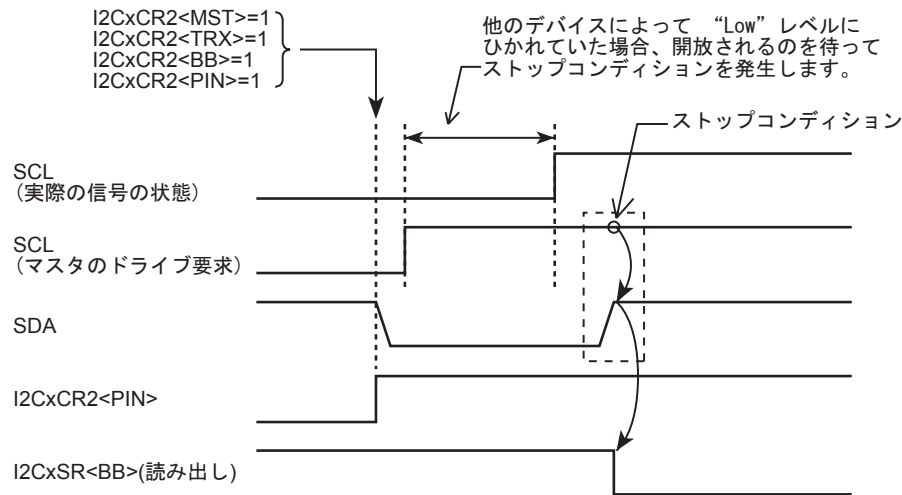 I2CxCR2<MST>=1
I2CxCR2<TRX>=1
I2CxCR2<BB>=1
I2CxCR2<PIN>=1
他のデバイスによって “Low”レベルに
ひかれていた場合、開放されるのを待って
ストップコンディションを発生します。
ストップコンディション
SCL
（実際の信号の状態）
SCL
（マスタのドライブ要求）
SDA
I2CxCR2<PIN>
I2CxSR<BB>(読み出し)